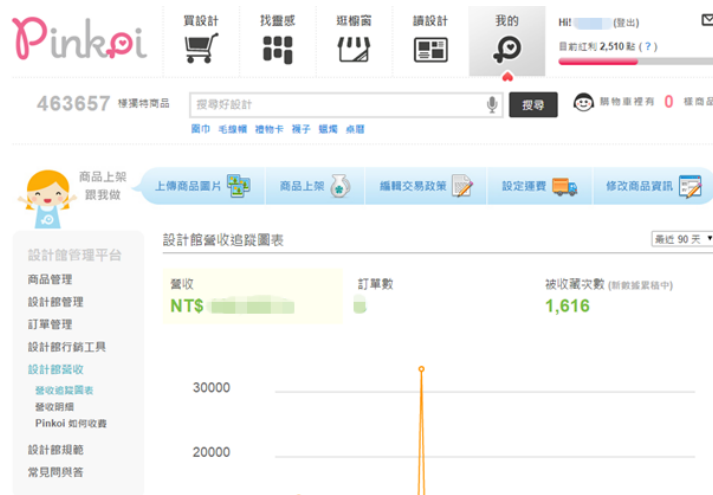 Pinkoi
買設計
找靈感
逛櫥窗
讀設計
我的
Hi! (登出)
目前紅利 2,510 點 ( ? )
463657 樣獨特商品
搜尋好設計
搜尋
購物車裡有 0 樣商品
圍巾 毛線帽 禮物卡 襪子 蠟燭 桌曆
商品上架
跟我做
上傳商品圖片
商品上架
編輯交易政策
設定運費
修改商品資訊
設計館管理平台
商品管理
設計館管理
訂單管理
設計館行銷工具
設計館營收
營收追蹤圖表
營收明細
Pinkoi 如何收費
設計館規範
常見問與答
設計館營收追蹤圖表
最近 90 天
營收
NT$
訂單數
被收藏次數 (新數據累積中)
1,616
30000
20000